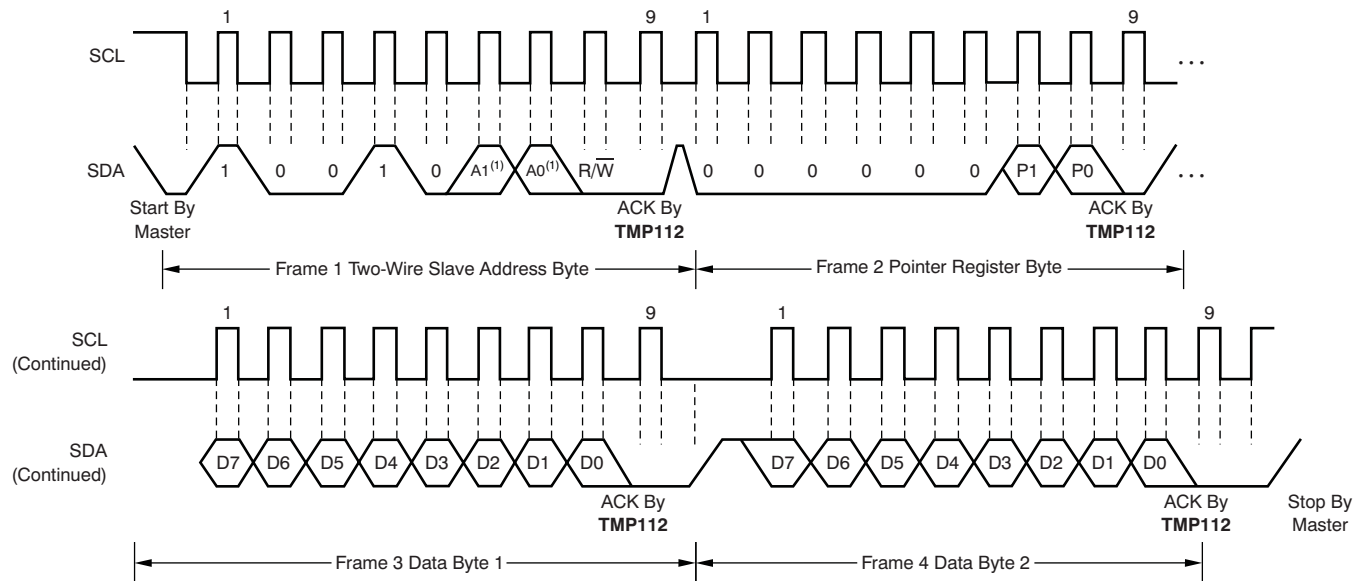 1 9 1 9
SCL
...
SDA
1 0 0 1 0 A1(1) A0(1) R/W 0 0 0 0 0 0 P1 P0
...
Start By
Master
ACK By
TMP112
ACK By
TMP112
Frame 1 Two-Wire Slave Address Byte
Frame 2 Pointer Register Byte
1 9 1 9
SCL
(Continued)
SDA
(Continued)
D7 D6 D5 D4 D3 D2 D1 D0 D7 D6 D5 D4 D3 D2 D1 D0
ACK By
TMP112
ACK By
TMP112
Stop By
Master
Frame 3 Data Byte 1
Frame 4 Data Byte 2